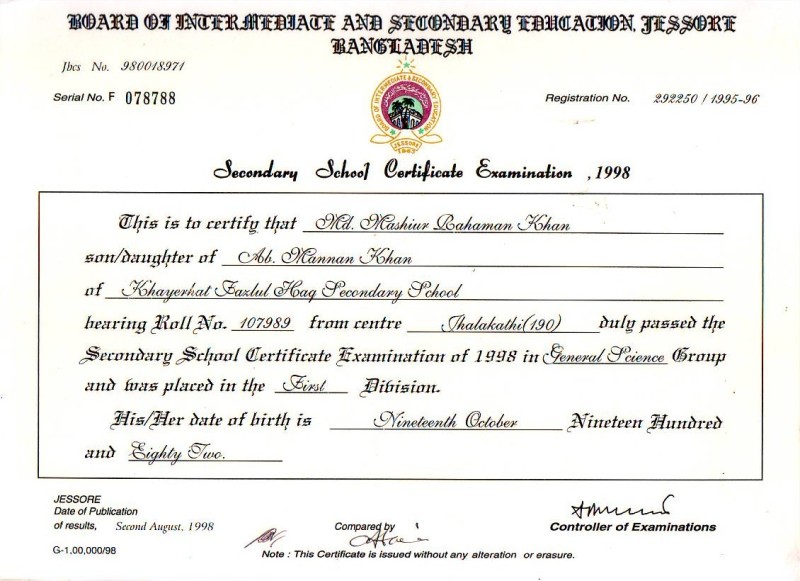 BOARD OF INTERMEDIATE AND SECONDARY EDUCATION, JESSORE
BANGLADESH
Jbcs No. 980018971
Serial No. F 078788
Registration No. 292250 / 1995-96
BOARD OF INTERMEDIATE & SECONDARY EDUCATION
JESSORE
1963
Secondary School Certificate Examination , 1998
This is to certify that Md. Mashiur Rahaman Khan
son/daughter of Ab. Mannan Khan
of Khayerhat Fazlul Haq Secondary School
bearing Roll No. 107989 from centre Jhalakathi(190) duly passed the
Secondary School Certificate Examination of 1998 in General Science Group
and was placed in the First Division.
His/Her date of birth is Nineteenth October Nineteen Hundred
and Eighty Two.
JESSORE
Date of Publication
of results, Second August, 1998
Compared by
Controller of Examinations
G-1,00,000/98
Note : This Certificate is issued without any alteration or erasure.